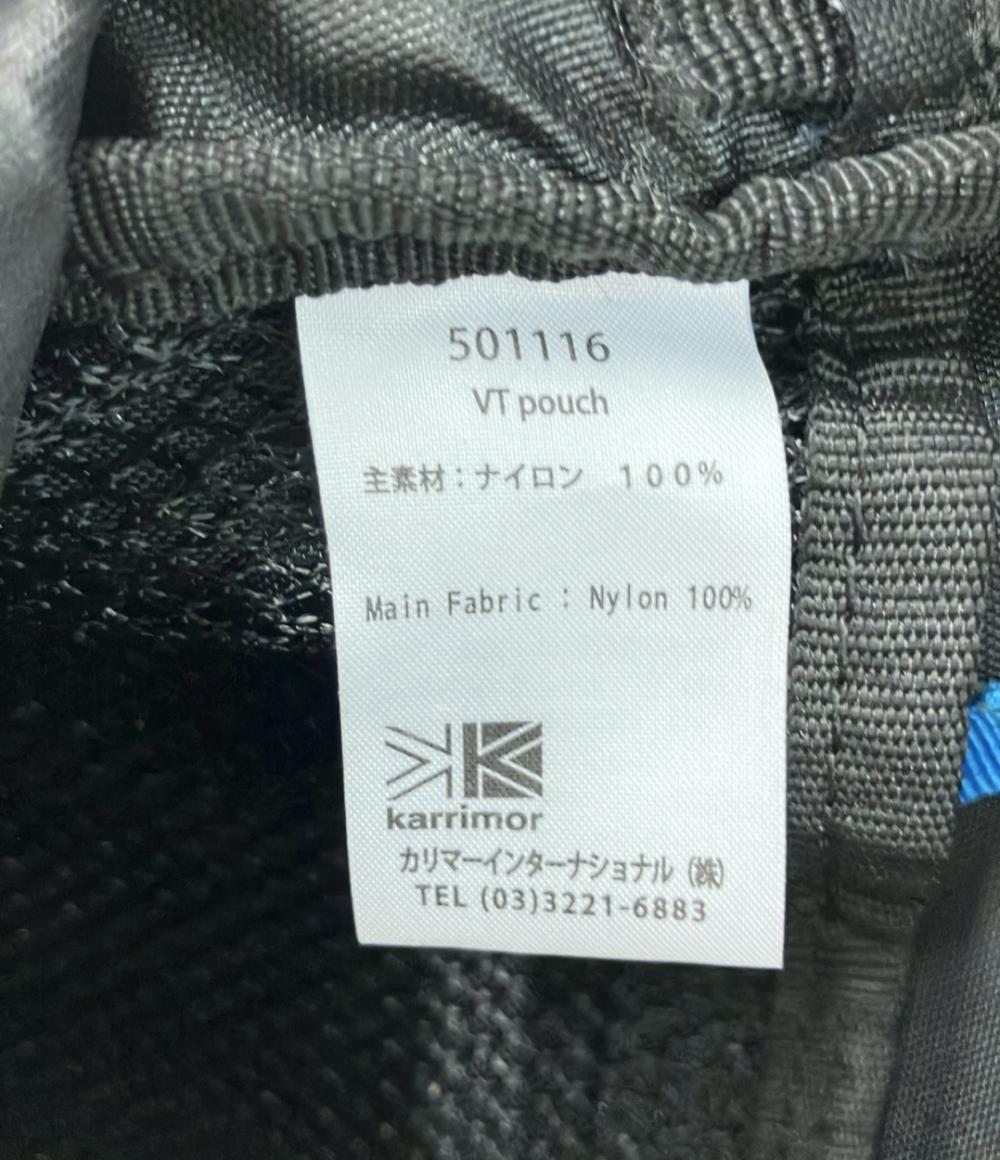 501116
VT pouch
主素材：ナイロン　１００％
Main Fabric : Nylon 100%
karrimor
カリマーインターナショナル（株）
TEL (03)3221-6883